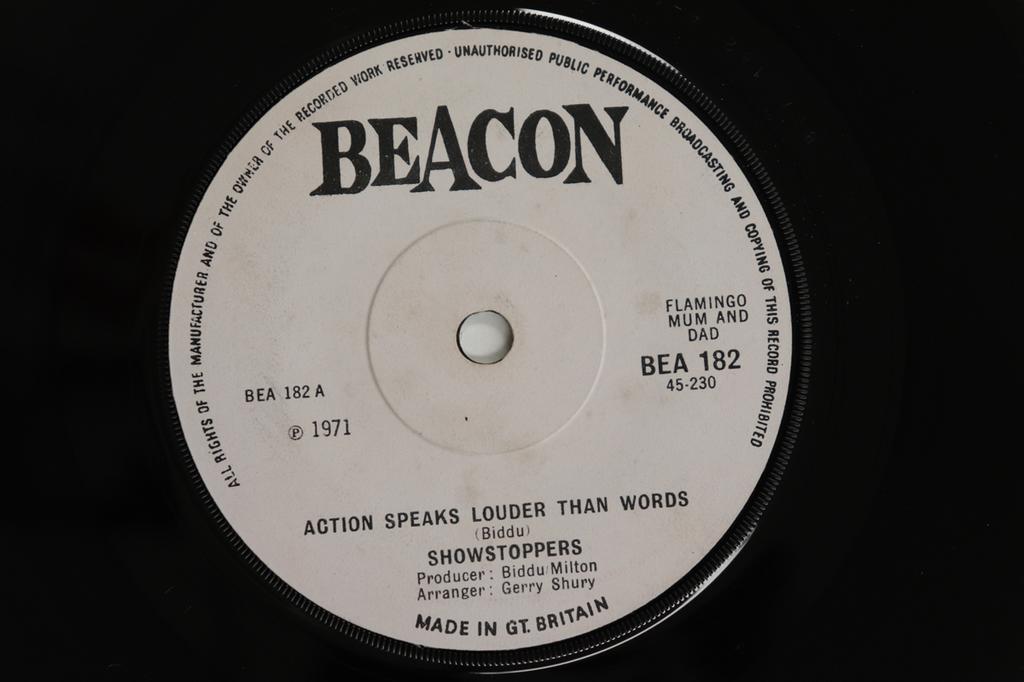 ALL RIGHTS OF THE MANUFACTURER AND OF THE OWNER OF THE RECORDED WORK RESERVED · UNAUTHORISED PUBLIC PERFORMANCE BROADCASTING AND COPYING OF THIS RECORD PROHIBITED
BEACON
FLAMINGO
MUM AND
DAD
BEA 182
45-230
BEA 182 A
℗ 1971
ACTION SPEAKS LOUDER THAN WORDS
(Biddu)
SHOWSTOPPERS
Producer: Biddu/Milton
Arranger: Gerry Shury
MADE IN GT. BRITAIN